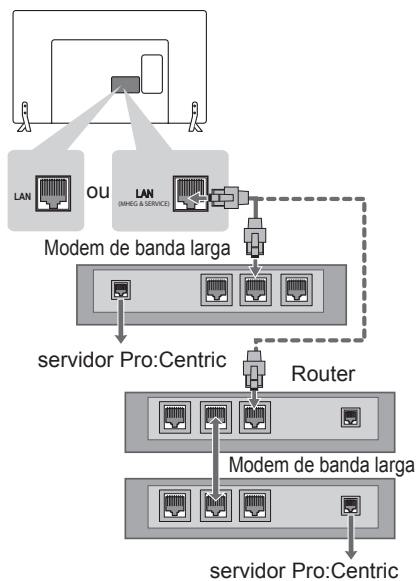 LAN
ou
LAN
(MHEG & SERVICE)
Modem de banda larga
servidor Pro:Centric
Router
Modem de banda larga
servidor Pro:Centric